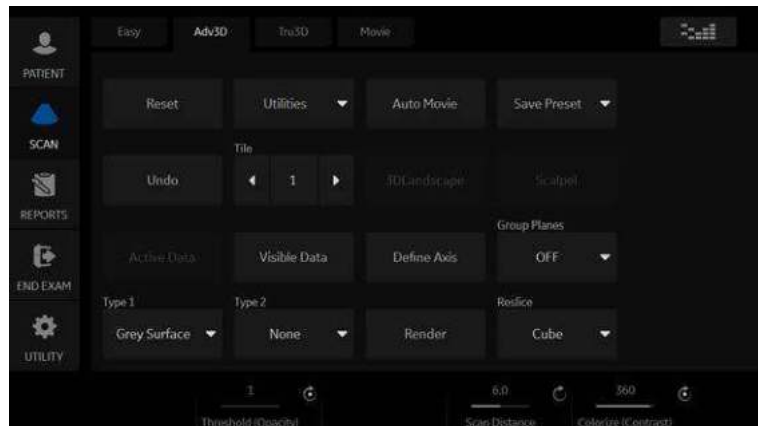 Easy Adv3D Tru3D Movie
PATIENT
Reset Utilities Auto Movie Save Preset
SCAN
Tile
Undo 1 3DLandscape Scalpel
REPORTS
Group Planes
Active Data Visible Data Define Axis OFF
END EXAM
Type 1 Type 2 Reslice
Grey Surface None Render Cube
UTILITY
1 6.0 360
Threshold (Opacity) Scan Distance Colorize (Contrast)